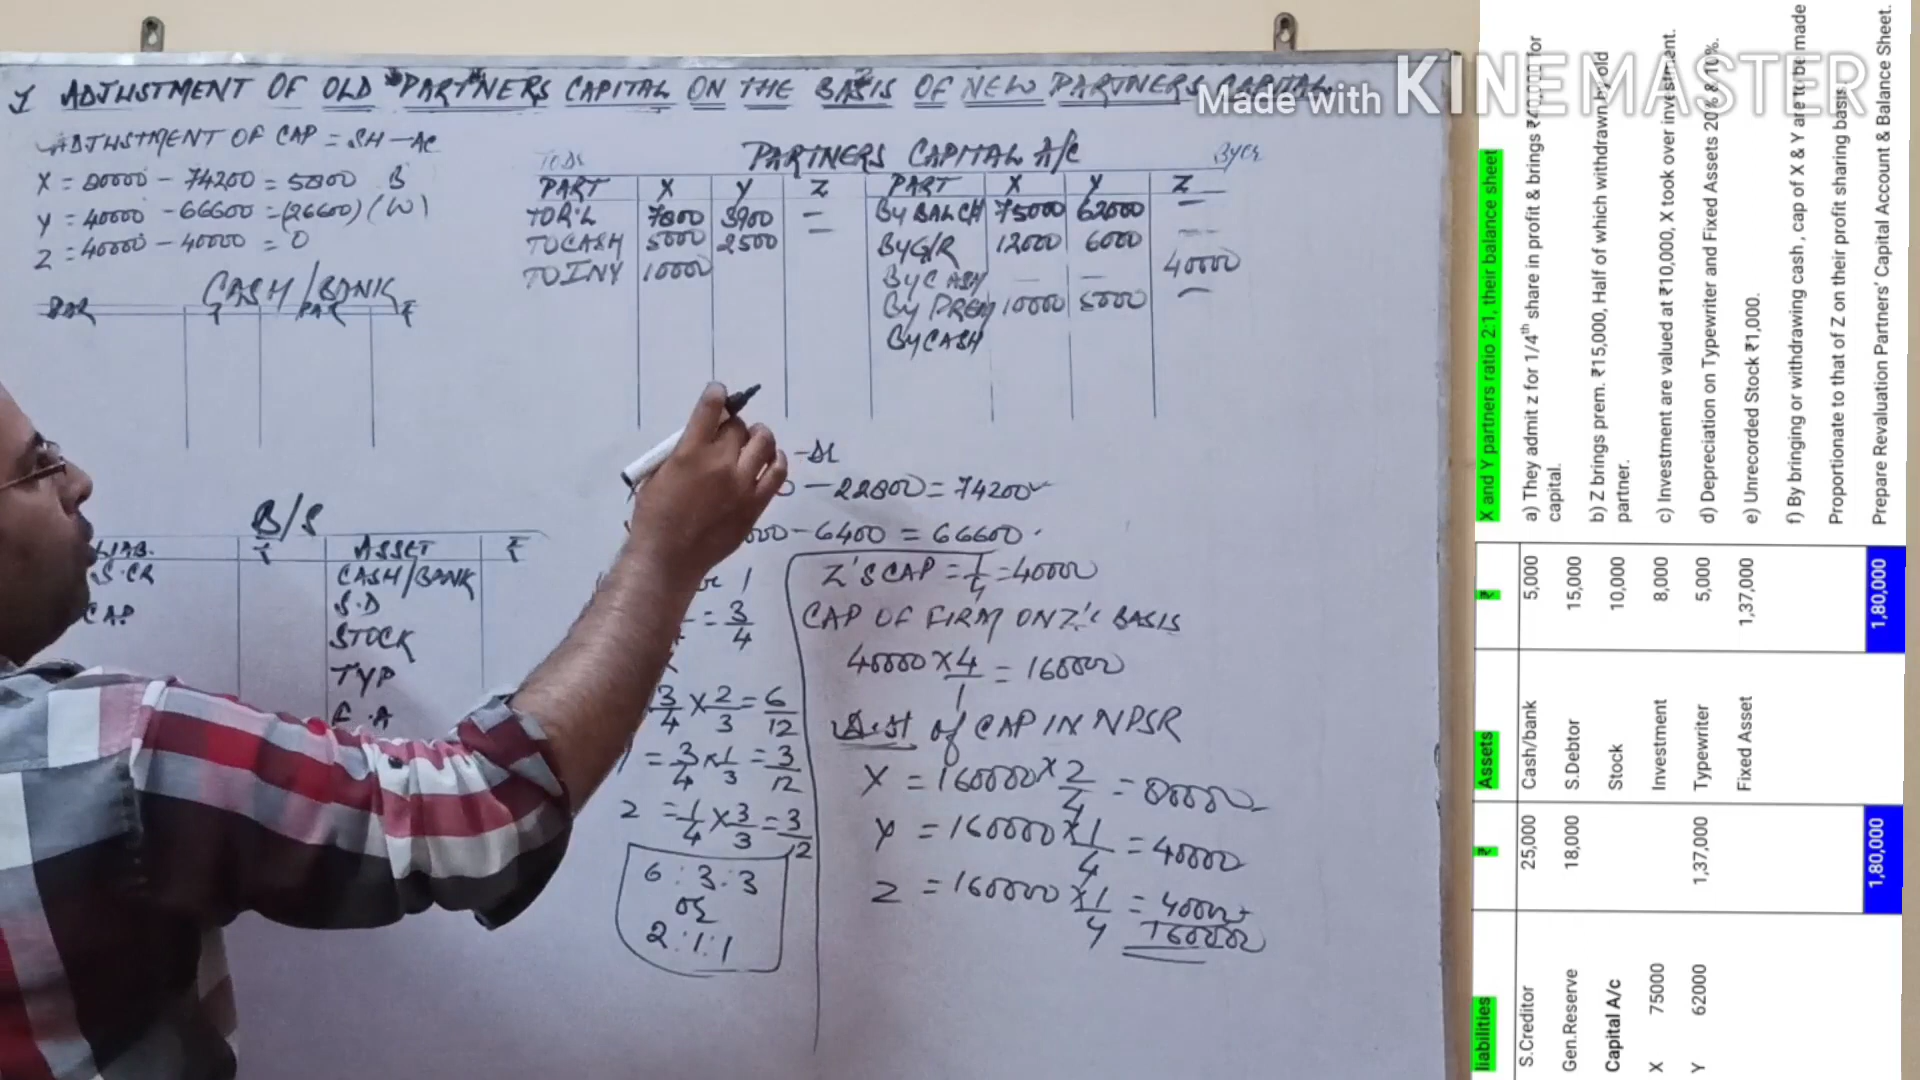 I ADJUSTMENT OF OLD PARTNERS CAPITAL ON THE BASIS OF NEW PARTNERS CAPITAL
Made with KINEMASTER
ADJUSTMENT OF CAP = SH - AC
X = 80000 - 74200 = 5800 B
Y = 40000 - 66600 = (26600) (W)
Z = 40000 - 40000 = 0
CASH/BANK
PAR ₹ PAR ₹
PARTNERS CAPITAL A/C
To Dr By Cr
PART X Y Z PART X Y Z
TO R.L 7800 3900 — By BAL CH 75000 62000 —
TO CASH 5000 2500 — By G/R 12000 6000 —
TO INV 10000 By CASH — — 40000
By PREM 10000 5000 —
By CASH
- 22800 = 74200
- 6400 = 66600
B/S
LIAB. ₹ ASSET ₹
S.CR CASH/BANK
CAP S.D
STOCK
TYP
F.A
1
= 3/4
3/4 × 2/3 = 6/12
= 3/4 × 1/3 = 3/12
Z = 1/4 × 3/3 = 3/12
6 : 3 : 3
or
2 : 1 : 1
Z'S CAP = 1/4 = 40000
CAP OF FIRM ON Z'S BASIS
40000 × 4/1 = 160000
Dist of CAP IN NPSR
X = 160000 × 2/4 = 80000
Y = 160000 × 1/4 = 40000
Z = 160000 × 1/4 = 40000
160000
X and Y partners ratio 2:1, their balance sheet
liabilities ₹ Assets ₹
S.Creditor 25,000 Cash/bank 5,000
Gen.Reserve 18,000 S.Debtor 15,000
Capital A/c Stock 10,000
X 75000 Investment 8,000
Y 62000 1,37,000 Typewriter 5,000
Fixed Asset 1,37,000
1,80,000 1,80,000
a) They admit z for 1/4th share in profit & brings ₹40,000 for
capital.
b) Z brings prem. ₹15,000, Half of which withdrawn by old
partner.
c) Investment are valued at ₹10,000, X took over investment.
d) Depreciation on Typewriter and Fixed Assets 20% & 10%.
e) Unrecorded Stock ₹1,000.
f) By bringing or withdrawing cash , cap of X & Y are to be made
Proportionate to that of Z on their profit sharing basis.
Prepare Revaluation Partners' Capital Account & Balance Sheet.